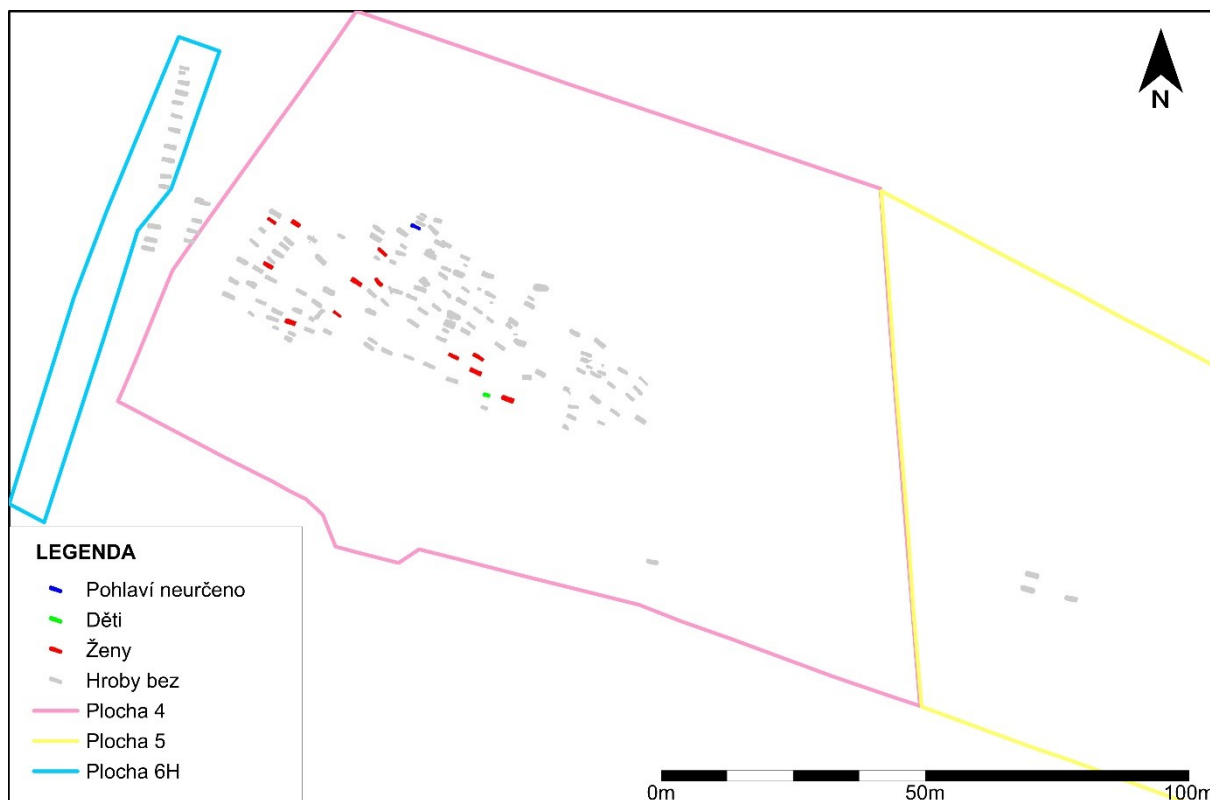 N
LEGENDA
Pohlaví neurčeno
Děti
Ženy
Hroby bez
Plocha 4
Plocha 5
Plocha 6H
0m 50m 100m